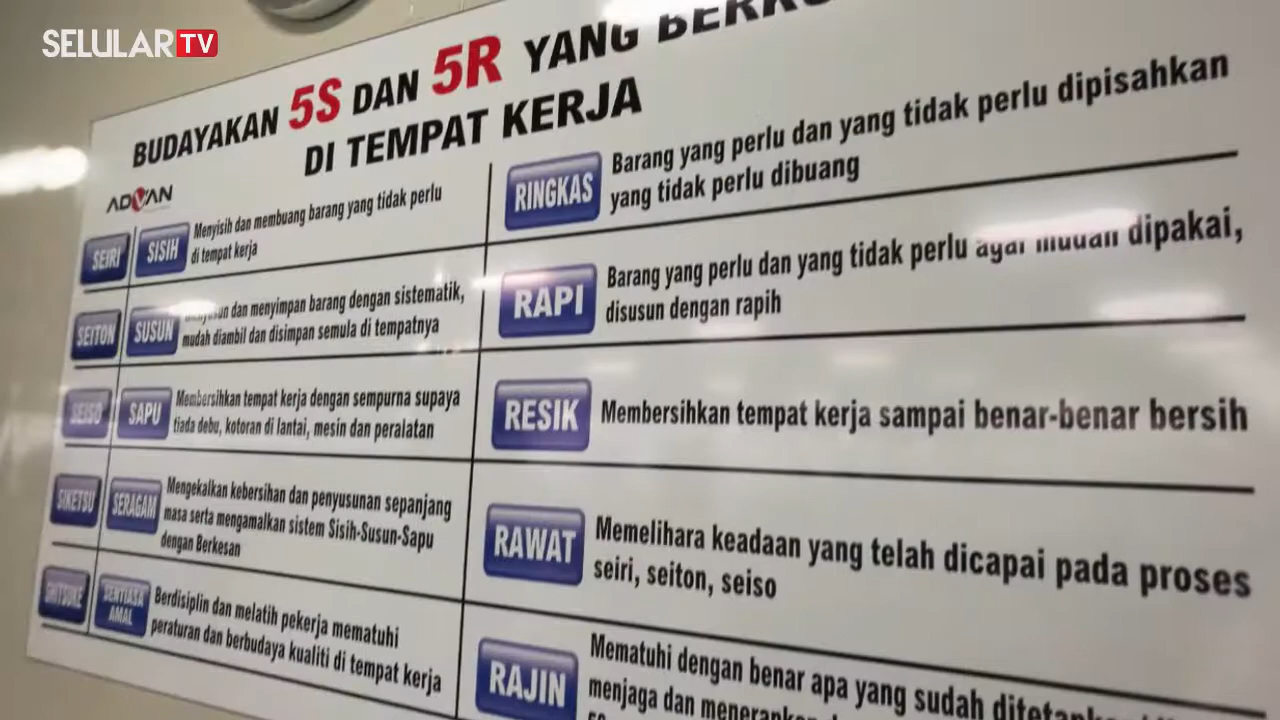 SELULAR TV
BUDAYAKAN 5S DAN 5R YANG
DI TEMPAT KERJA
ADVAN
SEIRI
SISIH
Menyisih dan membuang barang yang tidak perlu
di tempat kerja
RINGKAS
Barang yang perlu dan yang tidak perlu dipisahkan
yang tidak perlu dibuang
SEITON
SUSUN
dan menyimpan barang dengan sistematik,
mudah diambil dan disimpan semula di tempatnya
RAPI
Barang yang perlu dan yang tidak perlu agar mudah dipakai,
disusun dengan rapih
SEISO
SAPU
Membersihkan tempat kerja dengan sempurna supaya
tiada debu, kotoran di lantai, mesin dan peralatan
RESIK
Membersihkan tempat kerja sampai benar-benar bersih
SIKETSU
SERAGAM
Mengekalkan kebersihan dan penyusunan sepanjang
masa serta mengamalkan sistem Sisih-Susun-Sapu
dengan Berkesan
RAWAT
Memelihara keadaan yang telah dicapai pada proses
seiri, seiton, seiso
SHITSUKE
SENTIASA
AMAL
Berdisiplin dan melatih pekerja mematuhi
peraturan dan berbudaya kualiti di tempat kerja
RAJIN
Mematuhi dengan benar apa yang sudah
menjaga dan